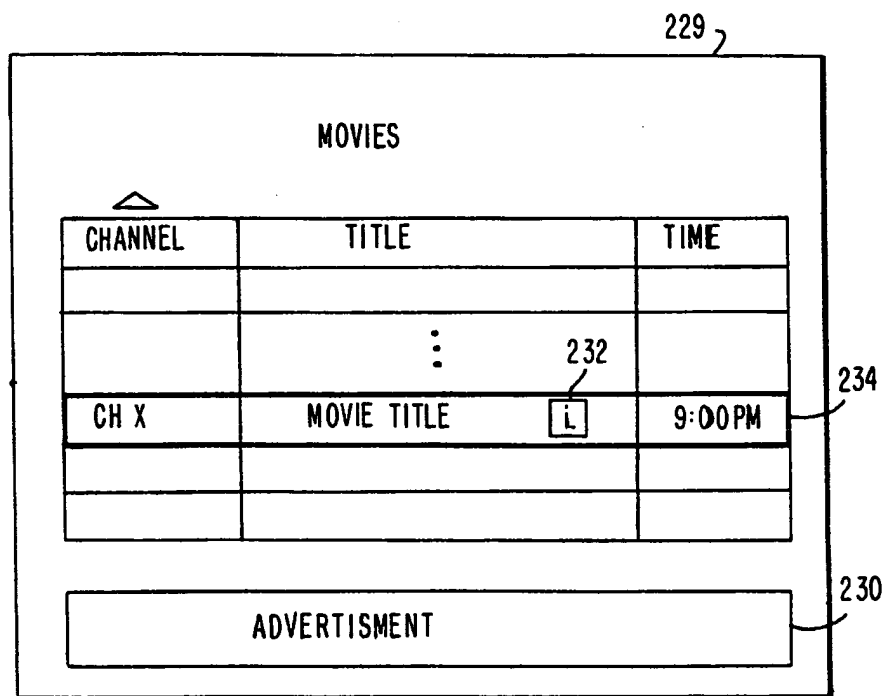 229
MOVIES
CHANNEL TITLE TIME
232
234
CH X MOVIE TITLE i 9:00PM
230
ADVERTISMENT